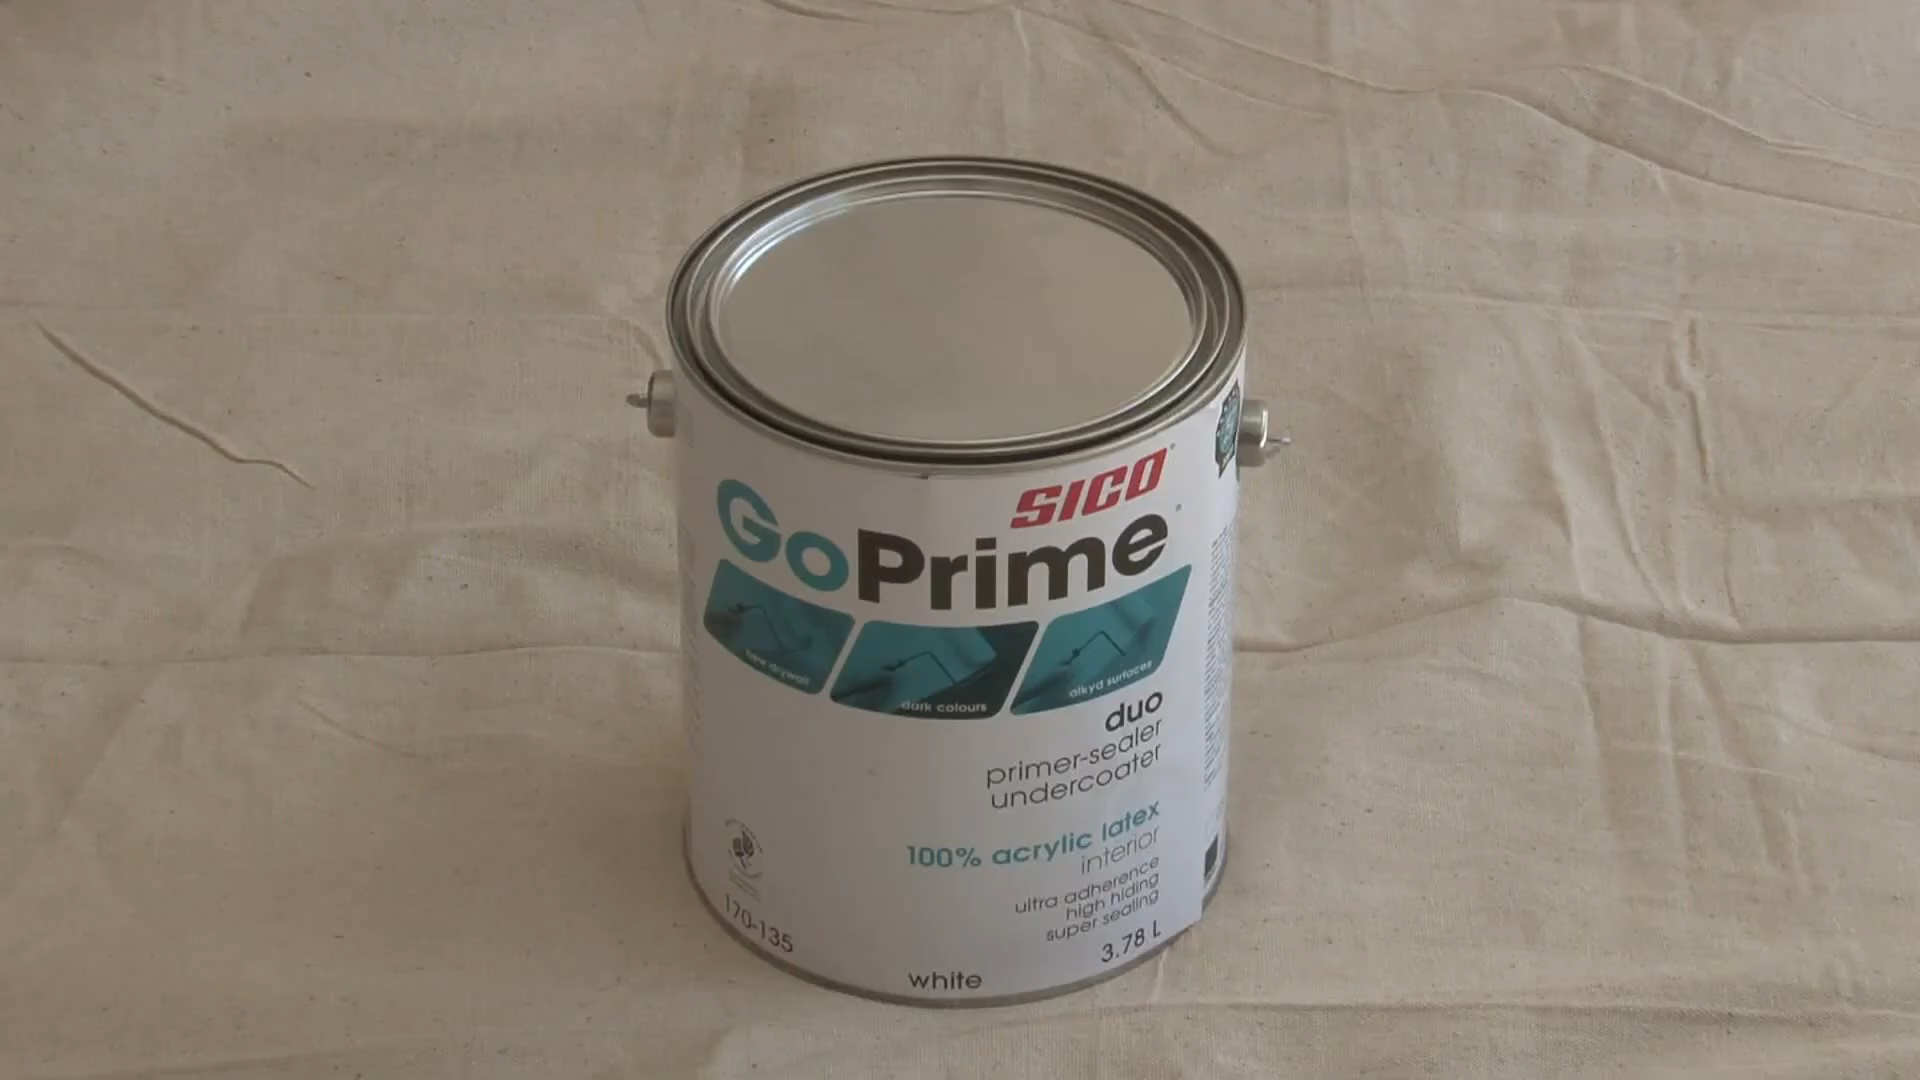 SICO
GoPrime
new drywall
dark colours
alkyd surfaces
duo
primer-sealer
undercoater
100% acrylic latex
interior
ultra adherence
high hiding
super sealing
170-135
3.78 L
white